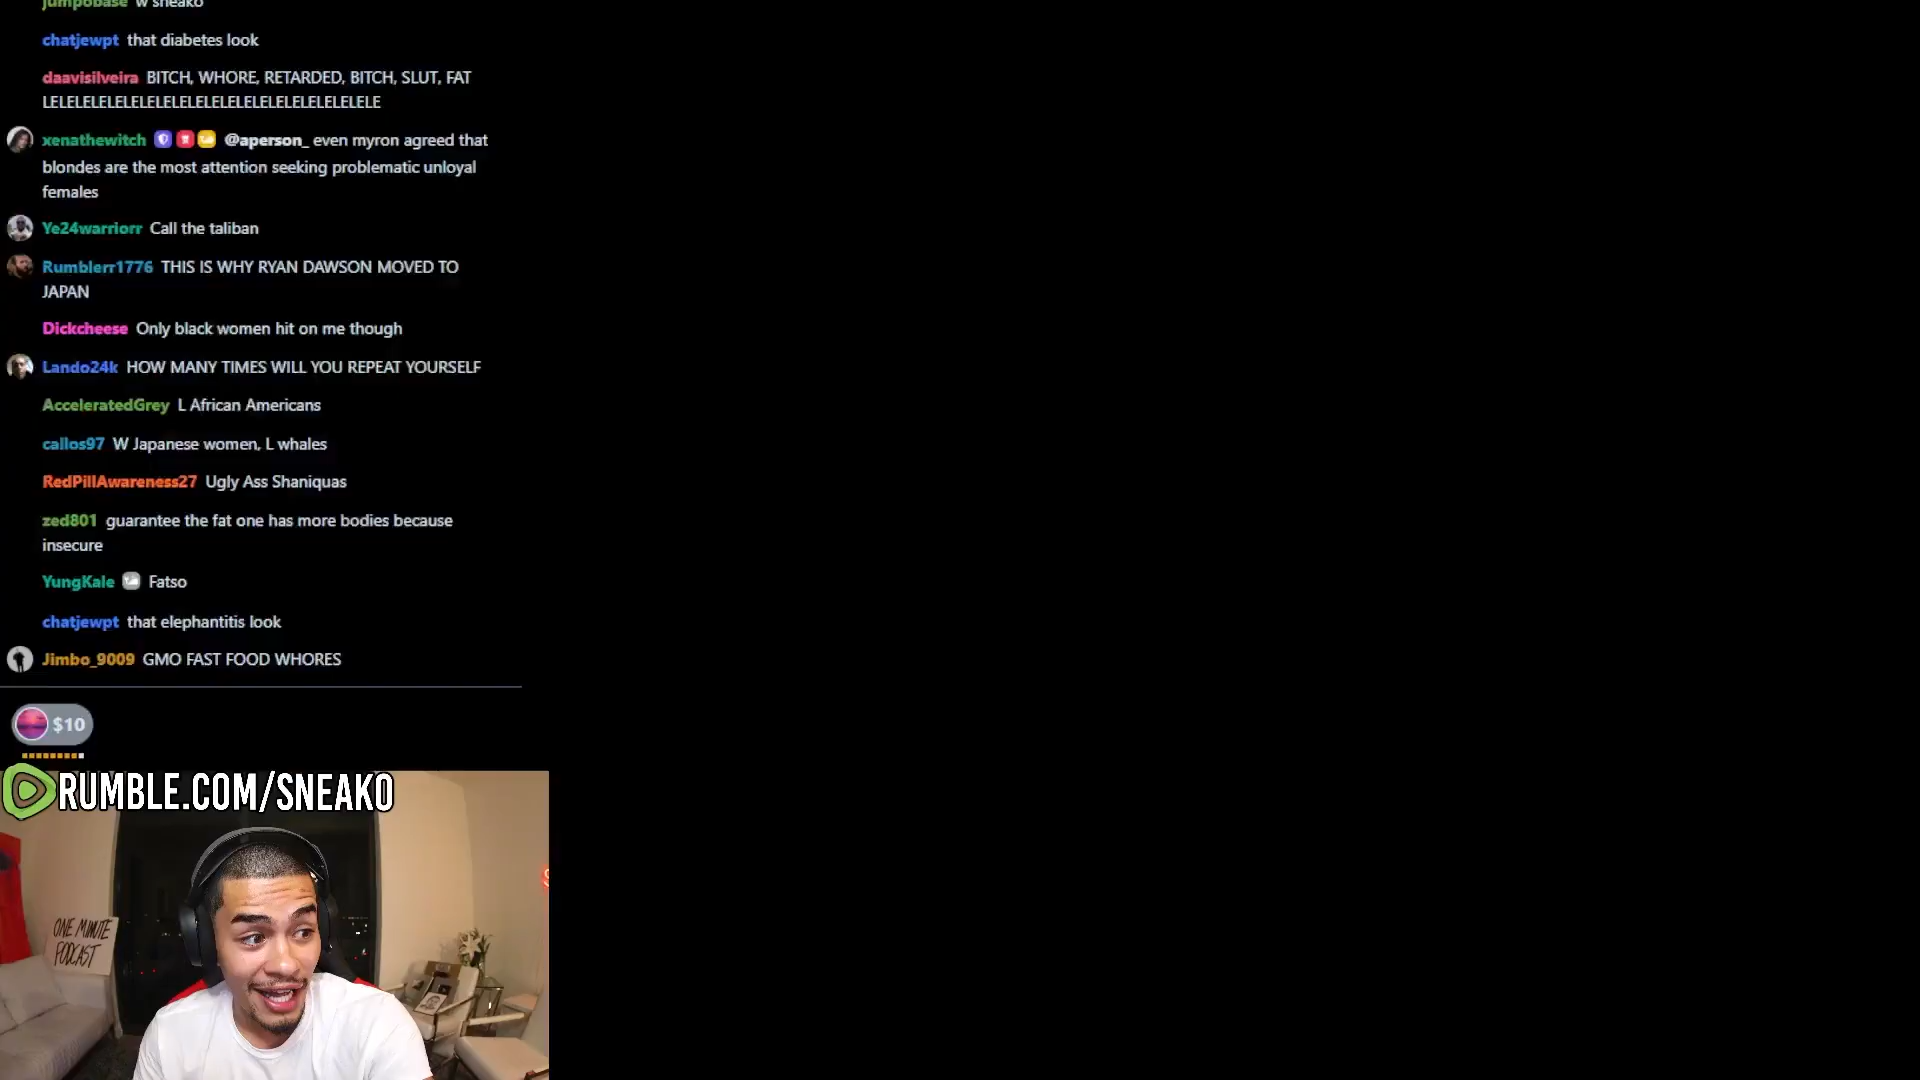 jumpobase w sneako
chatjewpt that diabetes look
daavisilveira BITCH, WHORE, RETARDED, BITCH, SLUT, FAT
LELELELELELELELELELELELELELELELELELELELELE
xenathewitch @aperson_ even myron agreed that
blondes are the most attention seeking problematic unloyal
females
Ye24warriorr Call the taliban
Rumblerr1776 THIS IS WHY RYAN DAWSON MOVED TO
JAPAN
Dickcheese Only black women hit on me though
Lando24k HOW MANY TIMES WILL YOU REPEAT YOURSELF
AcceleratedGrey L African Americans
callos97 W Japanese women, L whales
RedPillAwareness27 Ugly Ass Shaniquas
zed801 guarantee the fat one has more bodies because
insecure
YungKale Fatso
chatjewpt that elephantitis look
Jimbo_9009 GMO FAST FOOD WHORES
$10
RUMBLE.COM/SNEAKO
ONE MINUTE
PODCAST